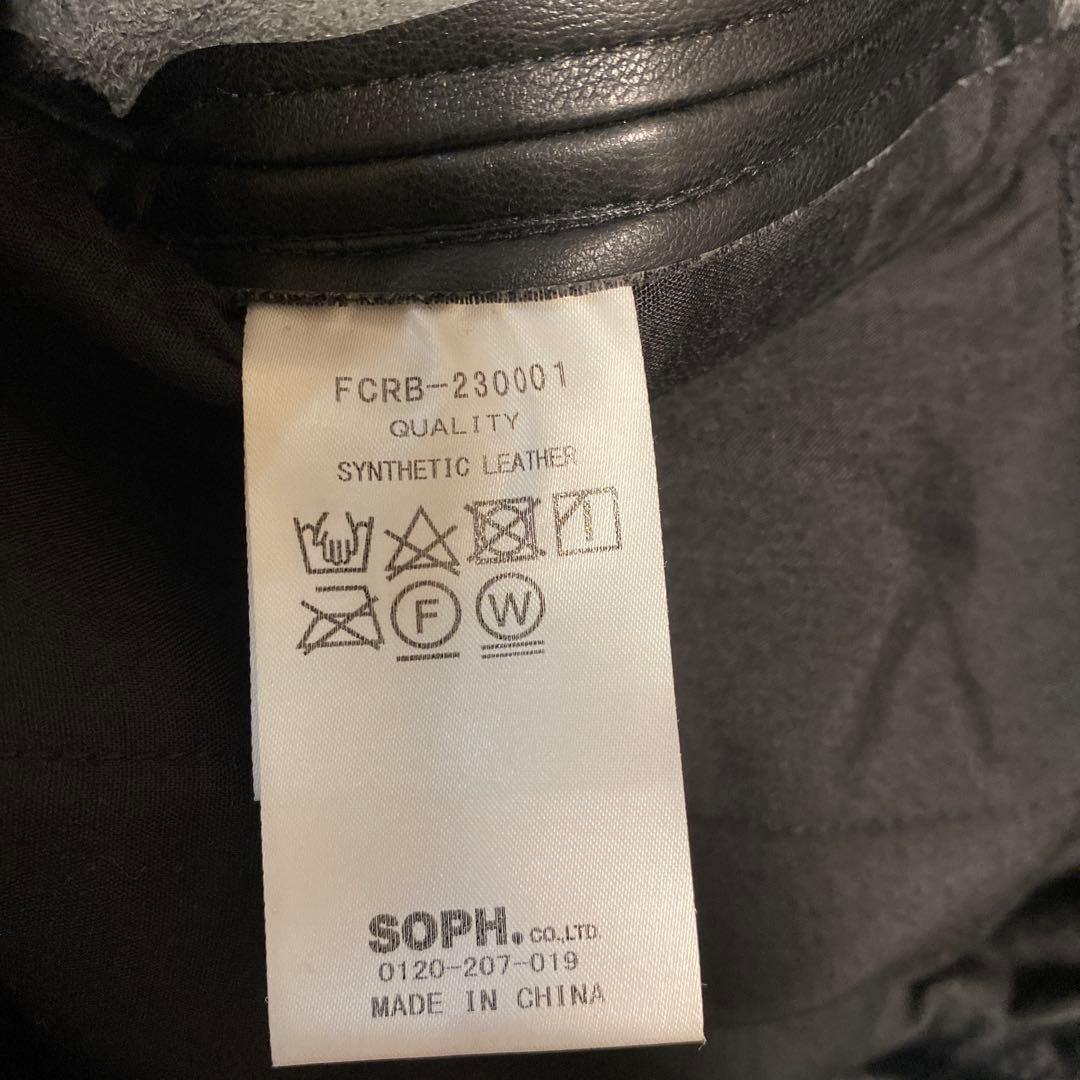 FCRB-230001
QUALITY
SYNTHETIC LEATHER
F W
SOPH. CO.,LTD.
0120-207-019
MADE IN CHINA